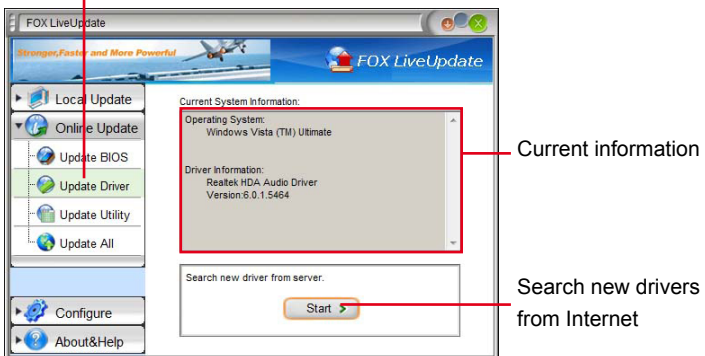 FOX LiveUpdate
Stronger,Faster and More Powerful
FOX LiveUpdate
Local Update
Online Update
Update BIOS
Update Driver
Update Utility
Update All
Configure
About&Help
Current System Information:
Operating System:
Windows Vista (TM) Ultimate
Driver Information:
Realtek HDA Audio Driver
Version:6.0.1.5464
Search new driver from server.
Start
Current information
Search new drivers
from Internet